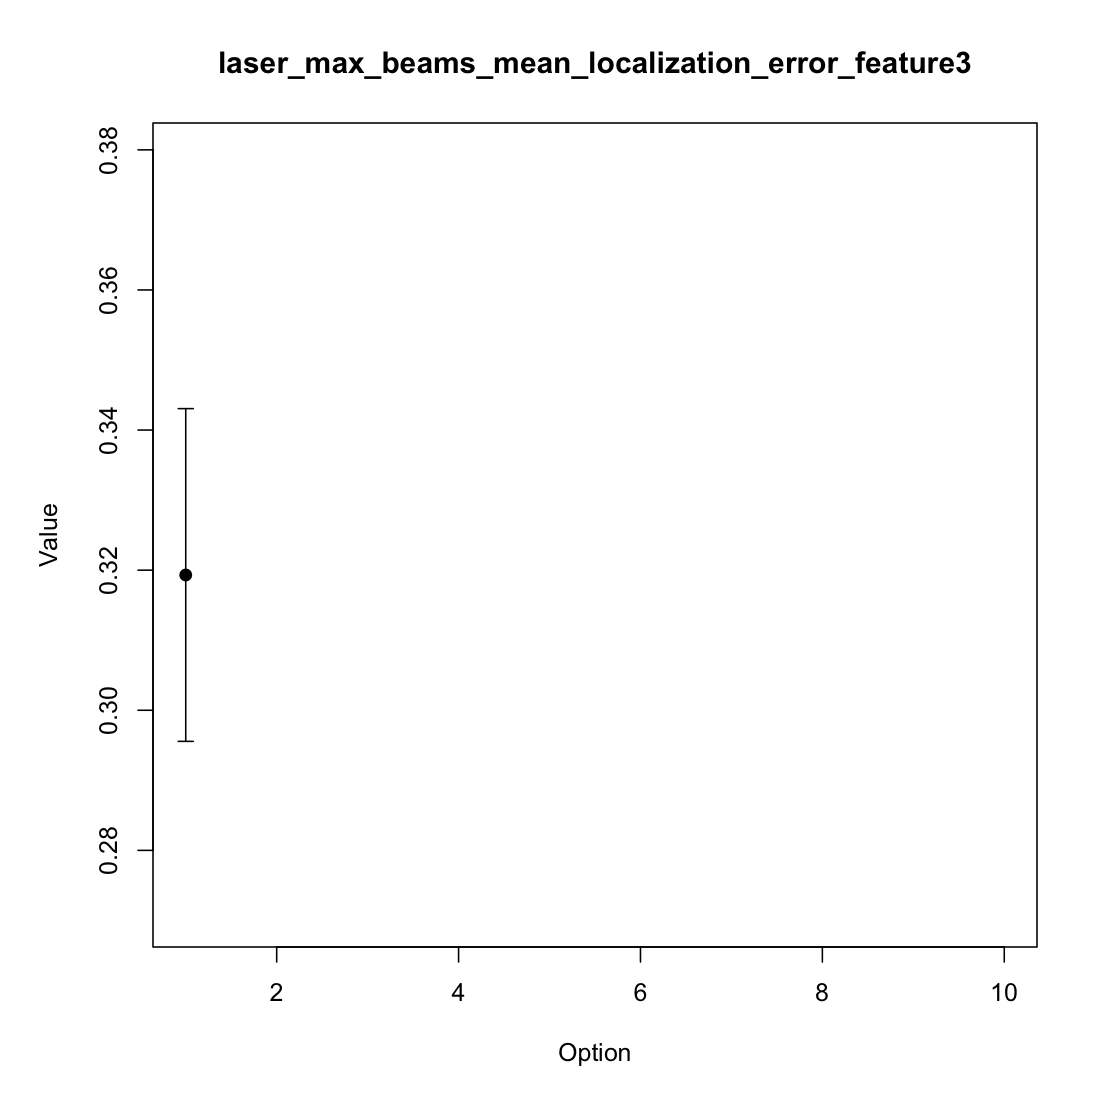 laser_max_beams_mean_localization_error_feature3
0.38
0.36
0.34
0.32
0.30
0.28
Value
2 4 6 8 10
Option